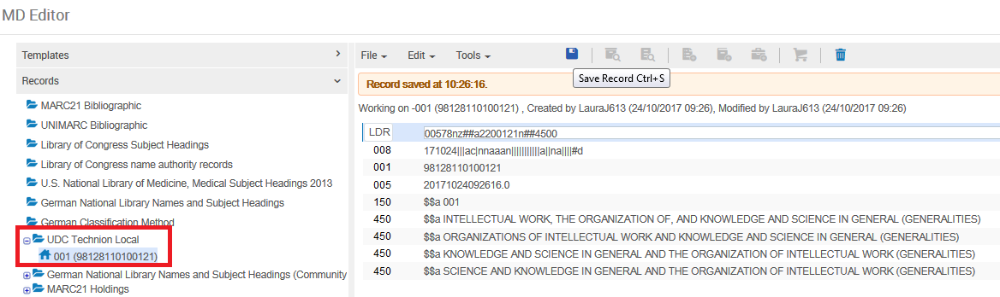 MD Editor
Templates
Records
MARC21 Bibliographic
UNIMARC Bibliographic
Library of Congress Subject Headings
Library of Congress name authority records
U.S. National Library of Medicine, Medical Subject Headings 2013
German National Library Names and Subject Headings
German Classification Method
UDC Technion Local
001 (98128110100121)
German National Library Names and Subject Headings (Community
MARC21 Holdings
File Edit Tools
Save Record Ctrl+S
Record saved at 10:26:16.
Working on -001 (98128110100121) , Created by LauraJ613 (24/10/2017 09:26), Modified by LauraJ613 (24/10/2017 09:26)
LDR 00578nz##a2200121n##4500
008 171024|||ac|nnaaan|||||||||||a||na||||#d
001 98128110100121
005 20171024092616.0
150 $$a 001
450 $$a INTELLECTUAL WORK, THE ORGANIZATION OF, AND KNOWLEDGE AND SCIENCE IN GENERAL (GENERALITIES)
450 $$a ORGANIZATIONS OF INTELLECTUAL WORK AND KNOWLEDGE AND SCIENCE IN GENERAL (GENERALITIES)
450 $$a KNOWLEDGE AND SCIENCE IN GENERAL AND THE ORGANIZATION OF INTELLECTUAL WORK (GENERALITIES)
450 $$a SCIENCE AND KNOWLEDGE IN GENERAL AND THE ORGANIZATION OF INTELLECTUAL WORK (GENERALITIES)